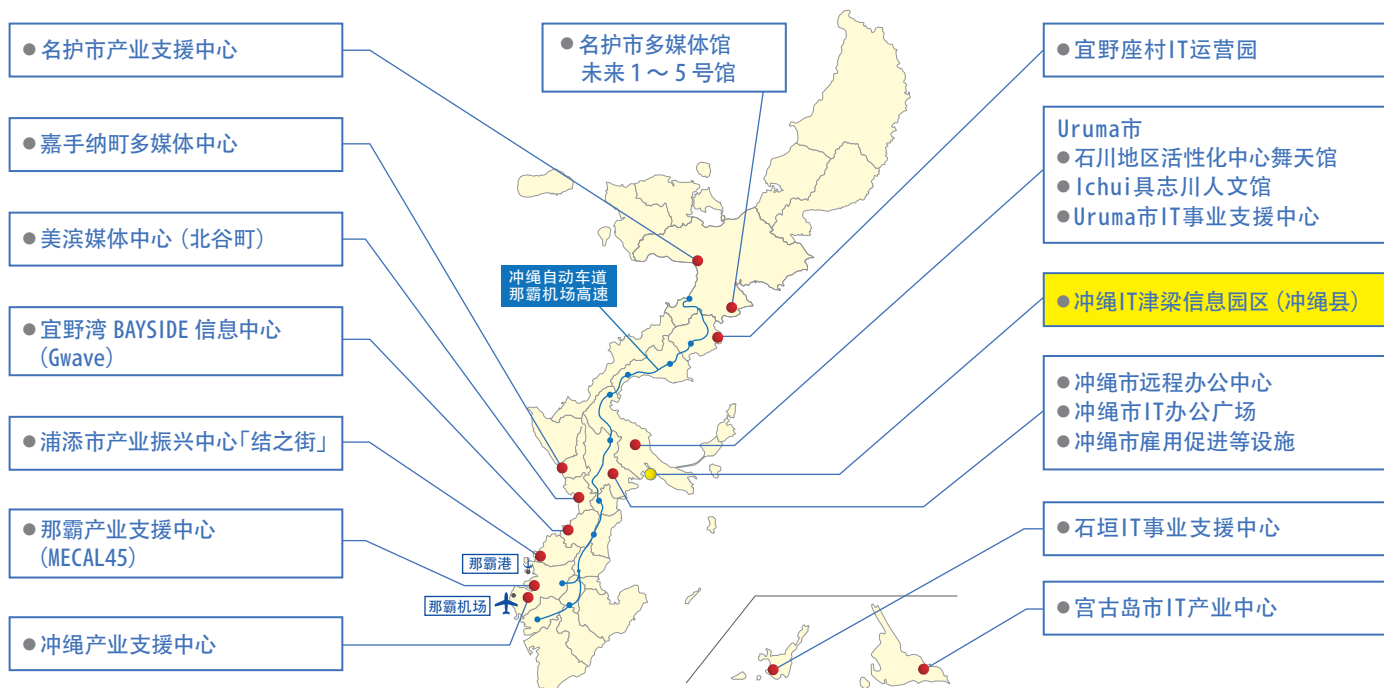 ● 名护市产业支援中心
● 嘉手纳町多媒体中心
● 美滨媒体中心（北谷町）
● 宜野湾 BAYSIDE 信息中心
(Gwave)
● 浦添市产业振兴中心「结之街」
● 那霸产业支援中心
(MECAL45)
● 冲绳产业支援中心
● 名护市多媒体馆
未来 1～5 号馆
冲绳自动车道
那霸机场高速
那霸港
那霸机场
● 宜野座村IT运营园
Uruma市
● 石川地区活性化中心舞天馆
● Ichui具志川人文馆
● Uruma市IT事业支援中心
● 冲绳IT津梁信息园区（冲绳县）
● 冲绳市远程办公中心
● 冲绳市IT办公广场
● 冲绳市雇用促进等设施
● 石垣IT事业支援中心
● 宫古岛市IT产业中心